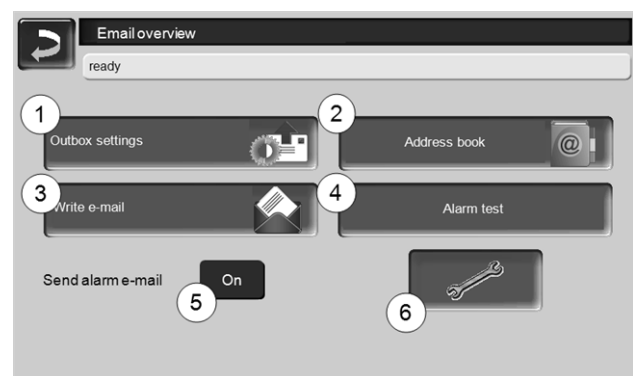 Email overview
ready
1
2
Outbox settings
Address book
@
3
4
Write e-mail
Alarm test
Send alarm e-mail
On
5
6